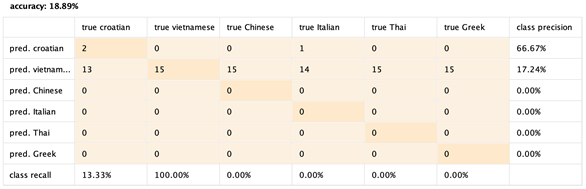 accuracy: 18.89%
true croatian true vietnamese true Chinese true Italian true Thai true Greek class precision
pred. croatian 2 0 0 1 0 0 66.67%
pred. vietnam... 13 15 15 14 15 15 17.24%
pred. Chinese 0 0 0 0 0 0 0.00%
pred. Italian 0 0 0 0 0 0 0.00%
pred. Thai 0 0 0 0 0 0 0.00%
pred. Greek 0 0 0 0 0 0 0.00%
class recall 13.33% 100.00% 0.00% 0.00% 0.00% 0.00%